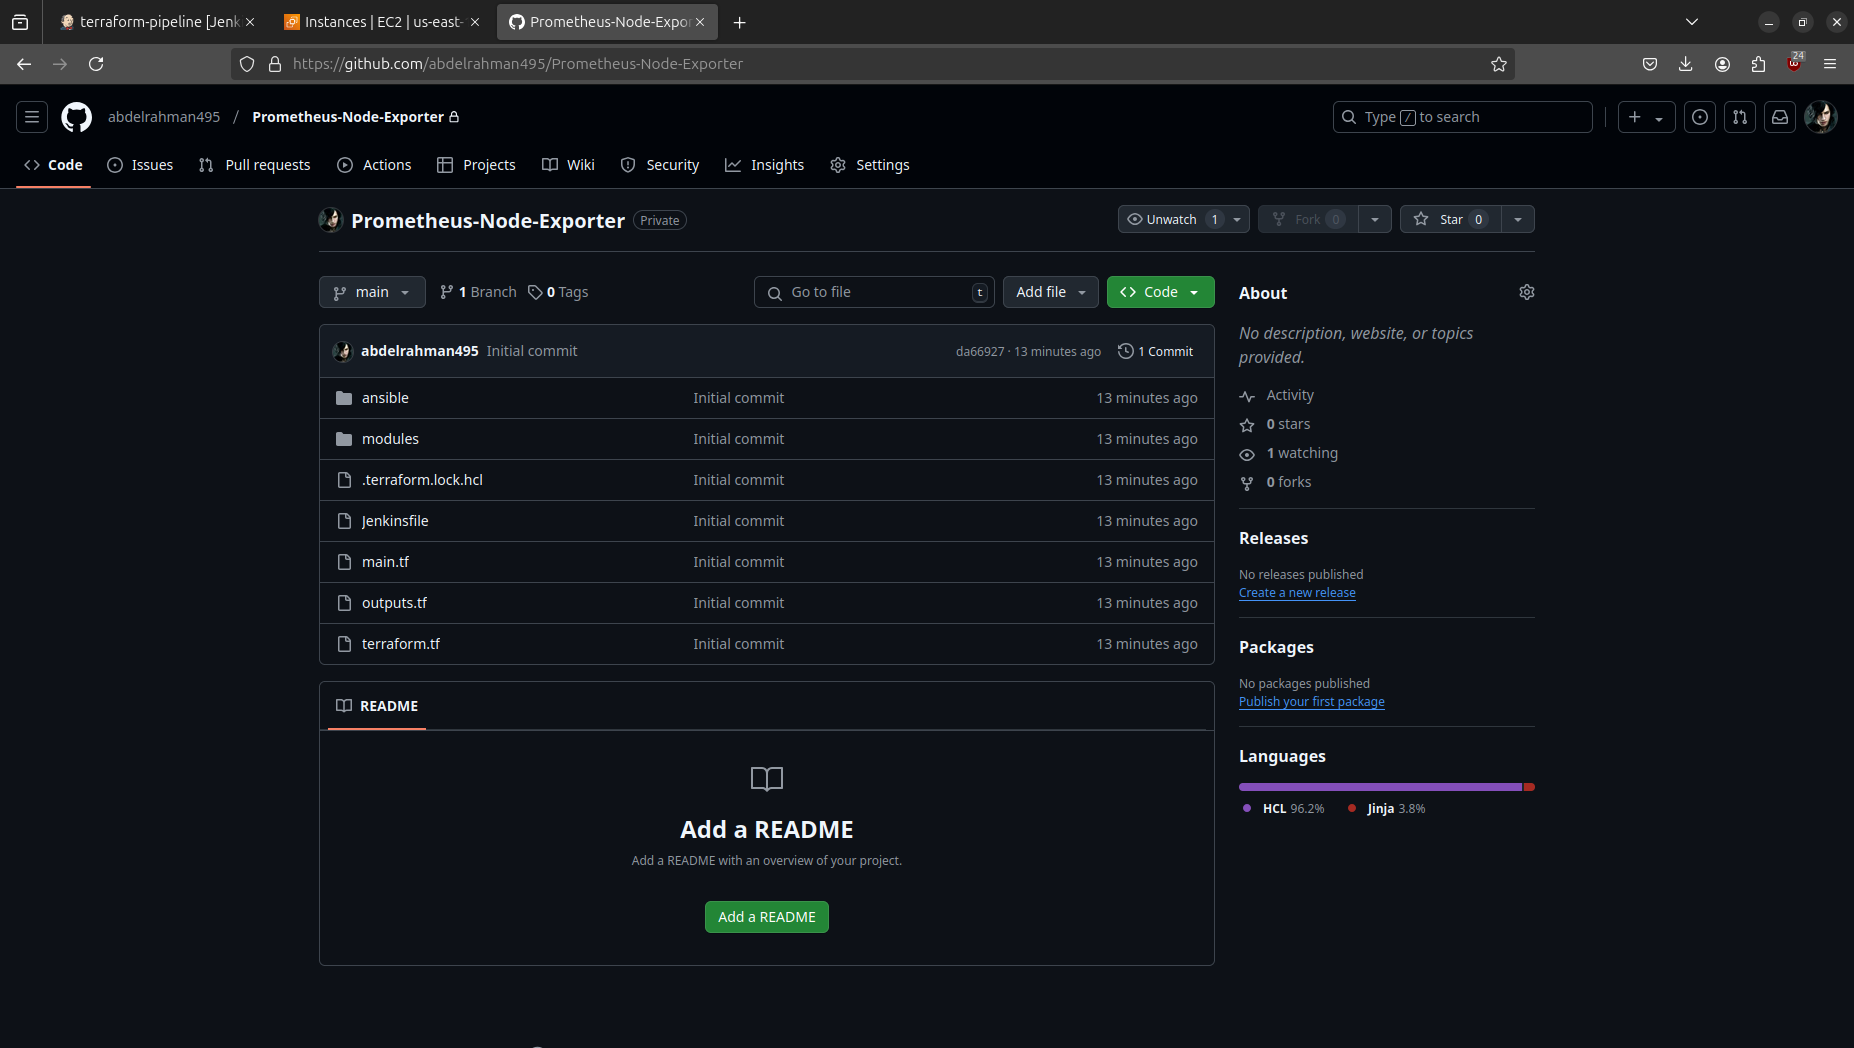 terraform-pipeline [Jenk
Instances | EC2 | us-east-
Prometheus-Node-Expor
https://github.com/abdelrahman495/Prometheus-Node-Exporter
24
abdelrahman495 / Prometheus-Node-Exporter
Type / to search
Code
Issues
Pull requests
Actions
Projects
Wiki
Security
Insights
Settings
Prometheus-Node-Exporter Private
Unwatch 1
Fork 0
Star 0
main
1 Branch
0 Tags
Go to file t
Add file
Code
abdelrahman495 Initial commit da66927 · 13 minutes ago 1 Commit
ansible Initial commit 13 minutes ago
modules Initial commit 13 minutes ago
.terraform.lock.hcl Initial commit 13 minutes ago
Jenkinsfile Initial commit 13 minutes ago
main.tf Initial commit 13 minutes ago
outputs.tf Initial commit 13 minutes ago
terraform.tf Initial commit 13 minutes ago
README
Add a README
Add a README with an overview of your project.
Add a README
About
No description, website, or topics
provided.
Activity
0 stars
1 watching
0 forks
Releases
No releases published
Create a new release
Packages
No packages published
Publish your first package
Languages
HCL 96.2% Jinja 3.8%